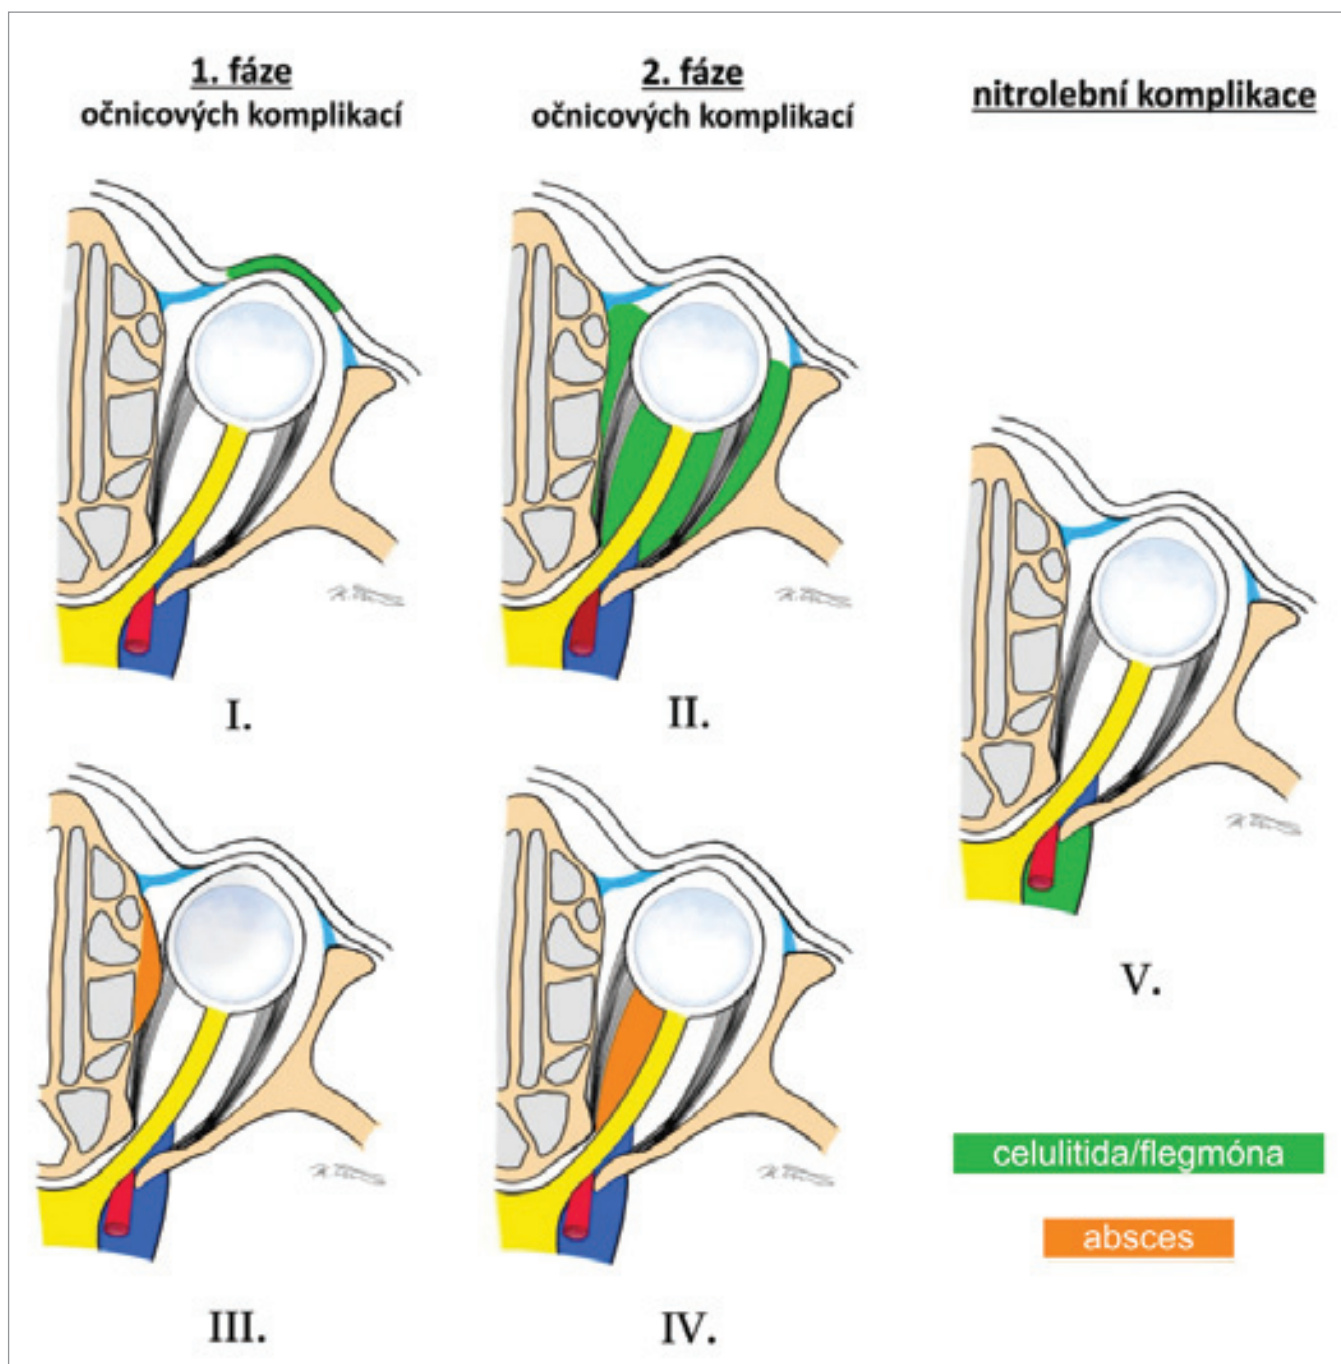 1. fáze
očnicových komplikací
2. fáze
očnicových komplikací
nitrolební komplikace
I.
II.
III.
IV.
V.
celulitida/flegmóna
absces